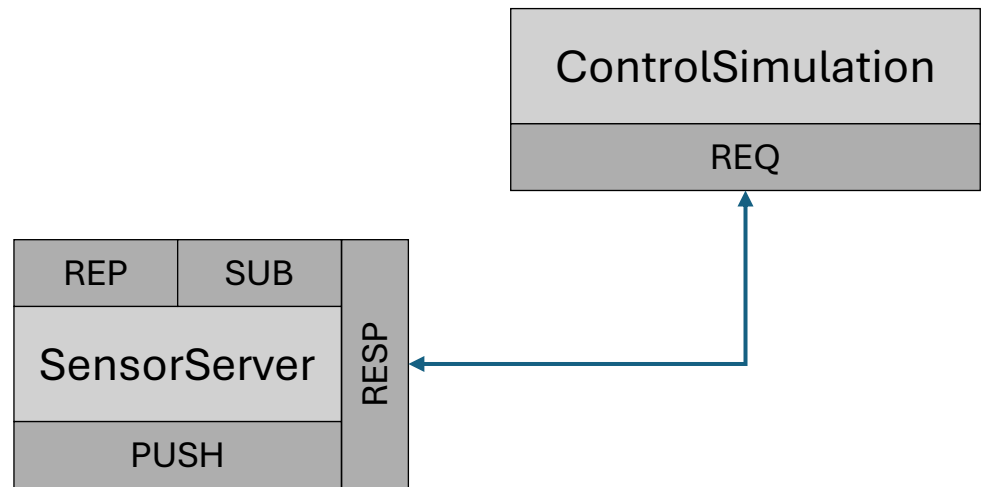 ControlSimulation
REQ
REP
SUB
SensorServer
RESP
PUSH